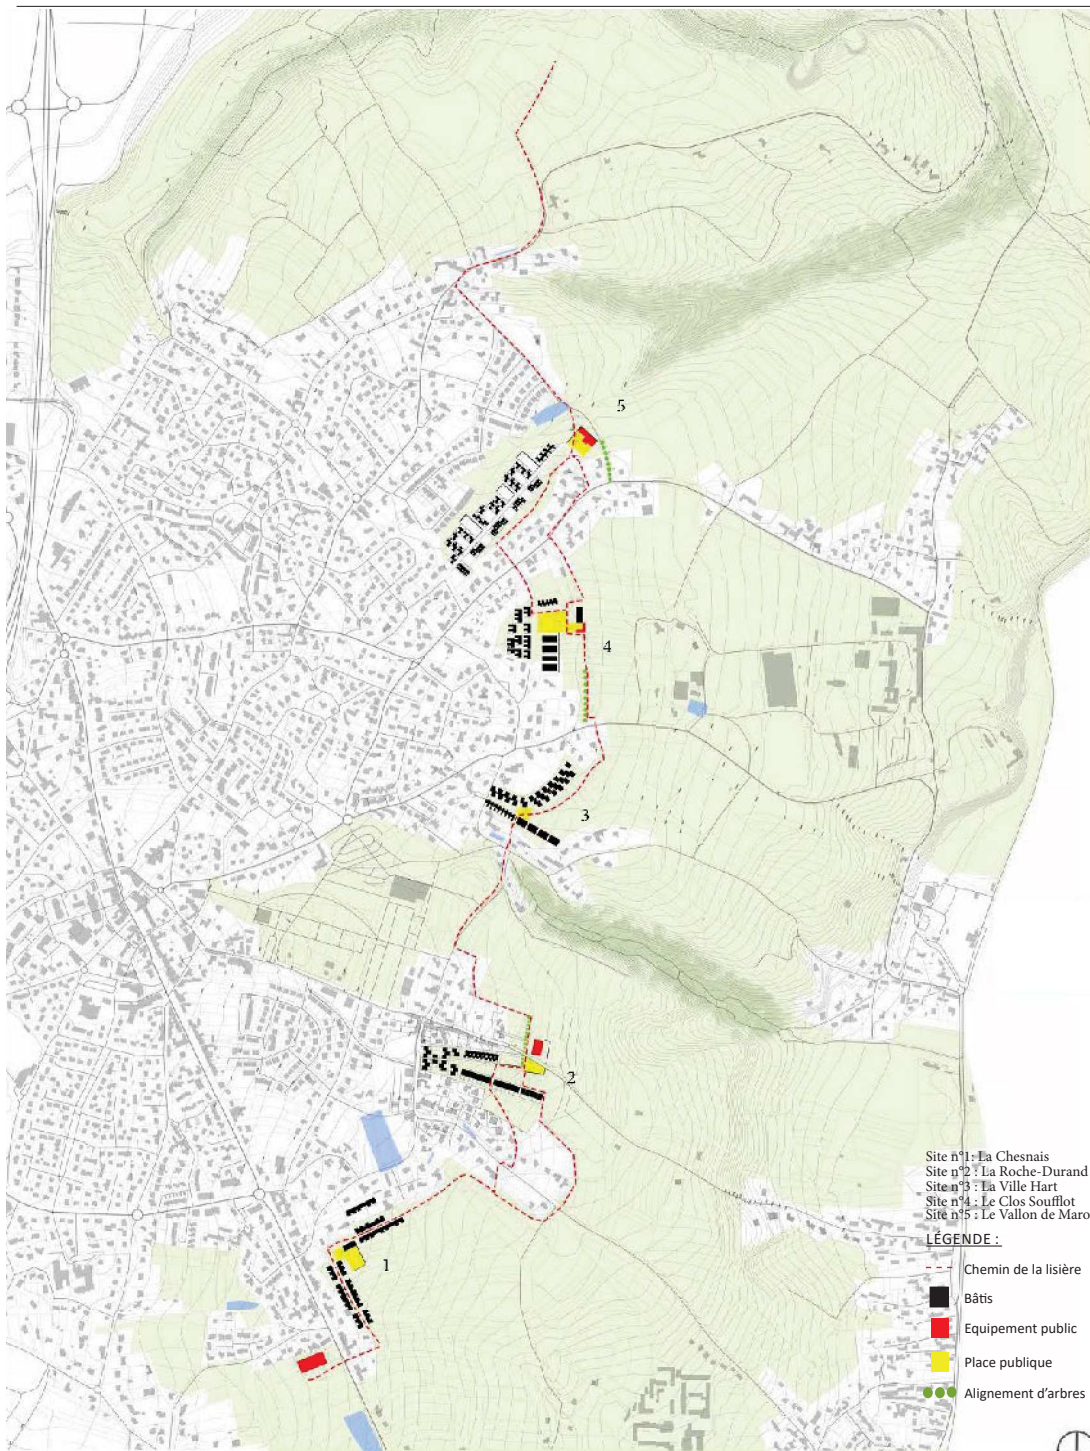 5
4
3
2
1
Site n°1: La Chesnais
Site n°2 : La Roche-Durand
Site n°3 : La Ville Hart
Site n°4 : Le Clos Soufflot
Site n°5 : Le Vallon de Maro
LÉGENDE :
Chemin de la lisière
Bâtis
Equipement public
Place publique
Alignement d'arbres